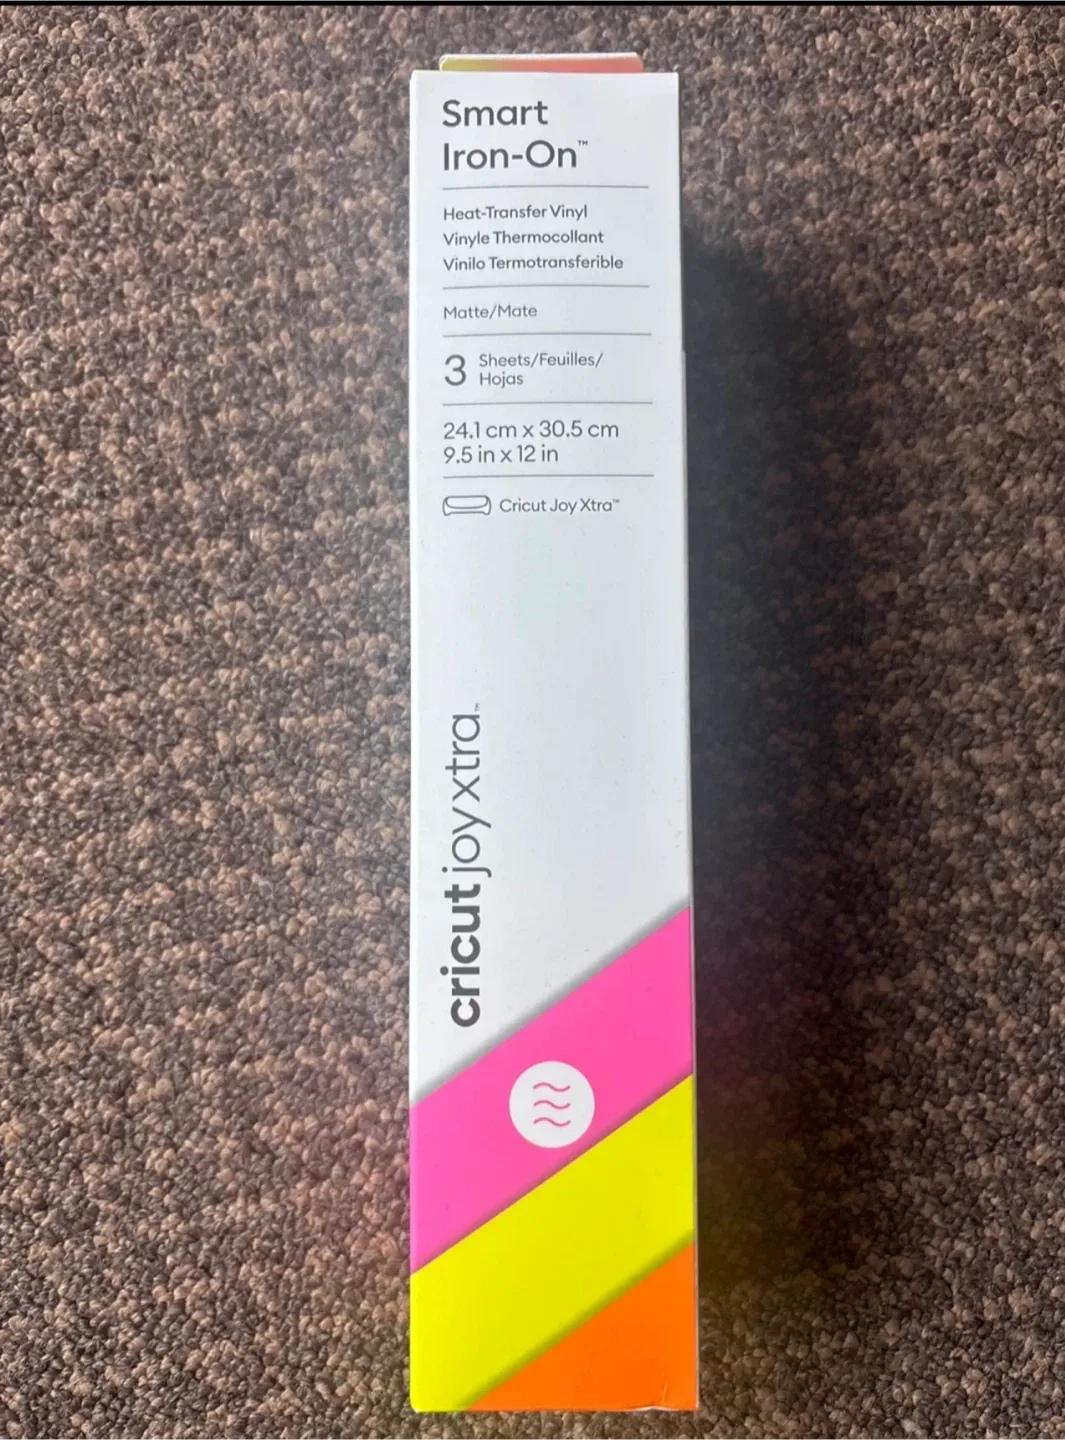 Smart
Iron-On™
Heat-Transfer Vinyl
Vinyle Thermocollant
Vinilo Termotransferible
Matte/Mate
3 Sheets/Feuilles/
Hojas
24.1 cm x 30.5 cm
9.5 in x 12 in
Cricut Joy Xtra™
cricut joy xtra™